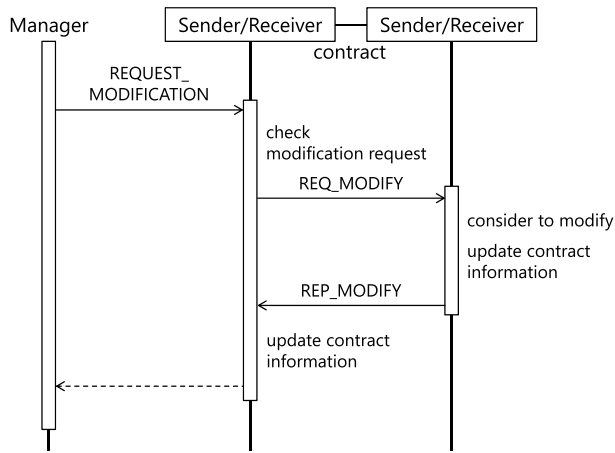 Manager
Sender/Receiver
Sender/Receiver
contract
REQUEST_
MODIFICATION
check
modification request
REQ_MODIFY
consider to modify
update contract
information
REP_MODIFY
update contract
information